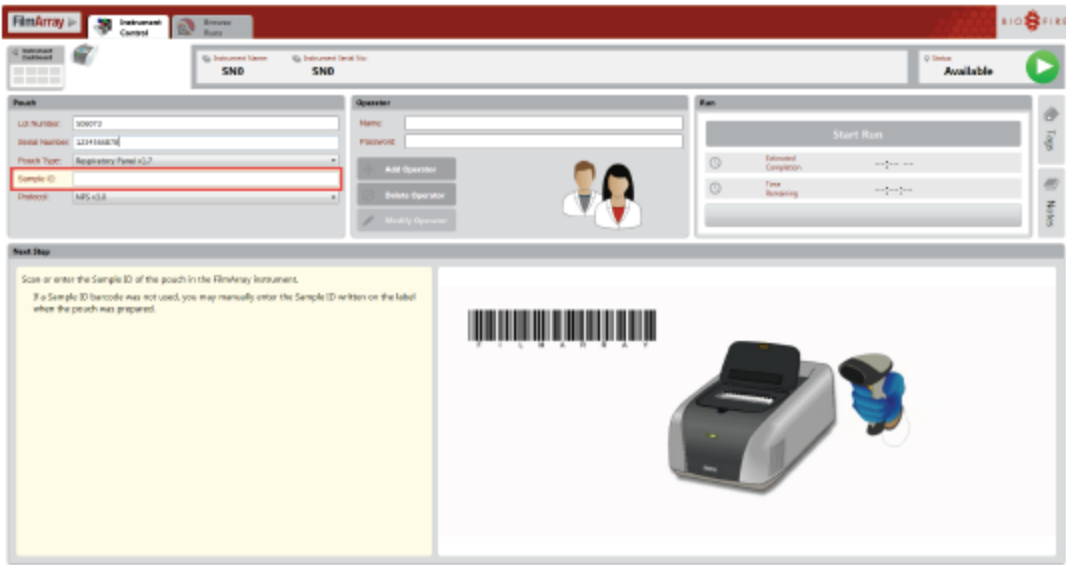 FilmArray
Instrument Control
Browse Runs
BIO FIRE
Instrument Dashboard
Instrument Name
SN0
Instrument Serial No:
SN0
Status
Available
Pouch
Lot Number:
Serial Number:
Pouch Type: Respiratory Panel v1.7
Sample ID:
Protocol: NPS v3.0
Operator
Name:
Password:
Add Operator
Delete Operator
Modify Operator
Run
Start Run
Estimated Completion --:-- --
Time Remaining --:--:--
Tags
Notes
Next Step
Scan or enter the Sample ID of the pouch in the FilmArray instrument.
If a Sample ID barcode was not used, you may manually enter the Sample ID written on the label
when the pouch was prepared.
F I L M A R R A Y